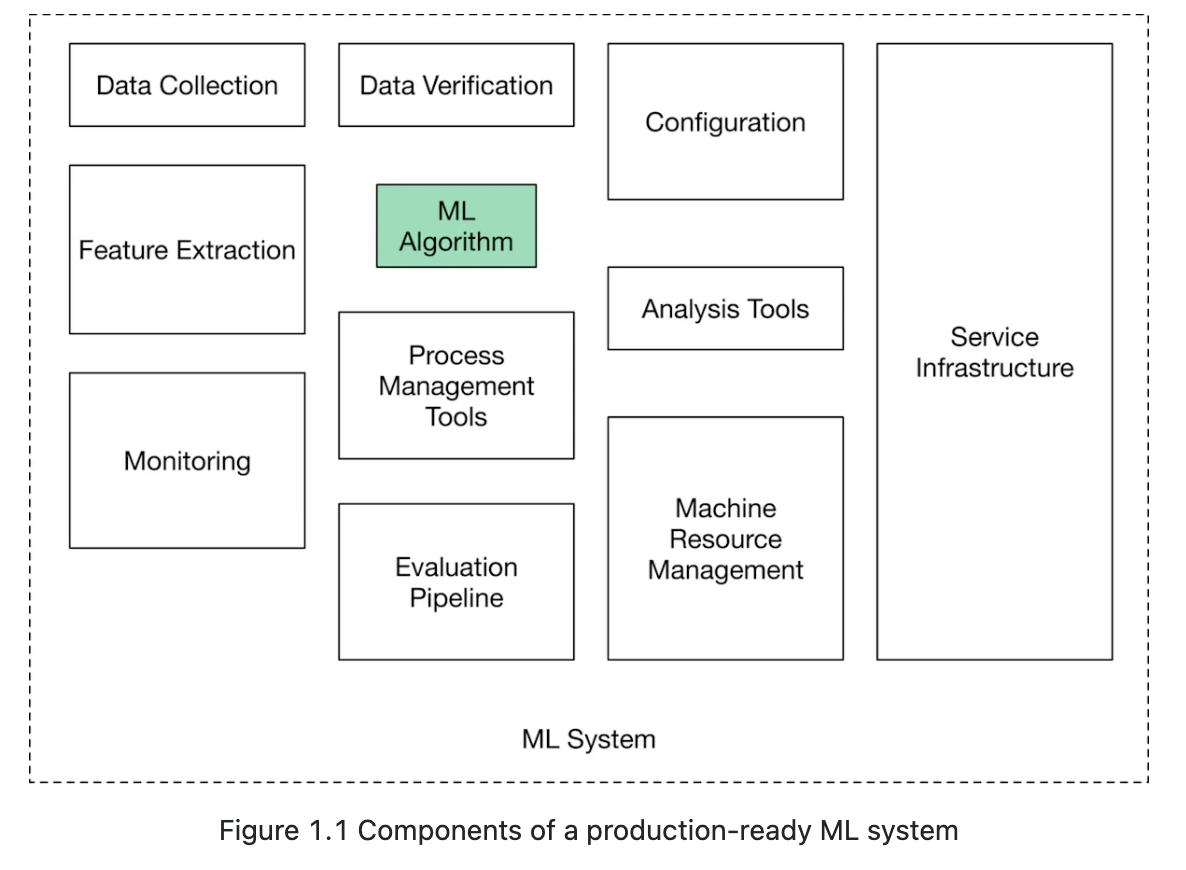 Data Collection
Data Verification
Configuration
Feature Extraction
ML
Algorithm
Analysis Tools
Service
Infrastructure
Process
Management
Tools
Monitoring
Evaluation
Pipeline
Machine
Resource
Management
ML System
Figure 1.1 Components of a production-ready ML system